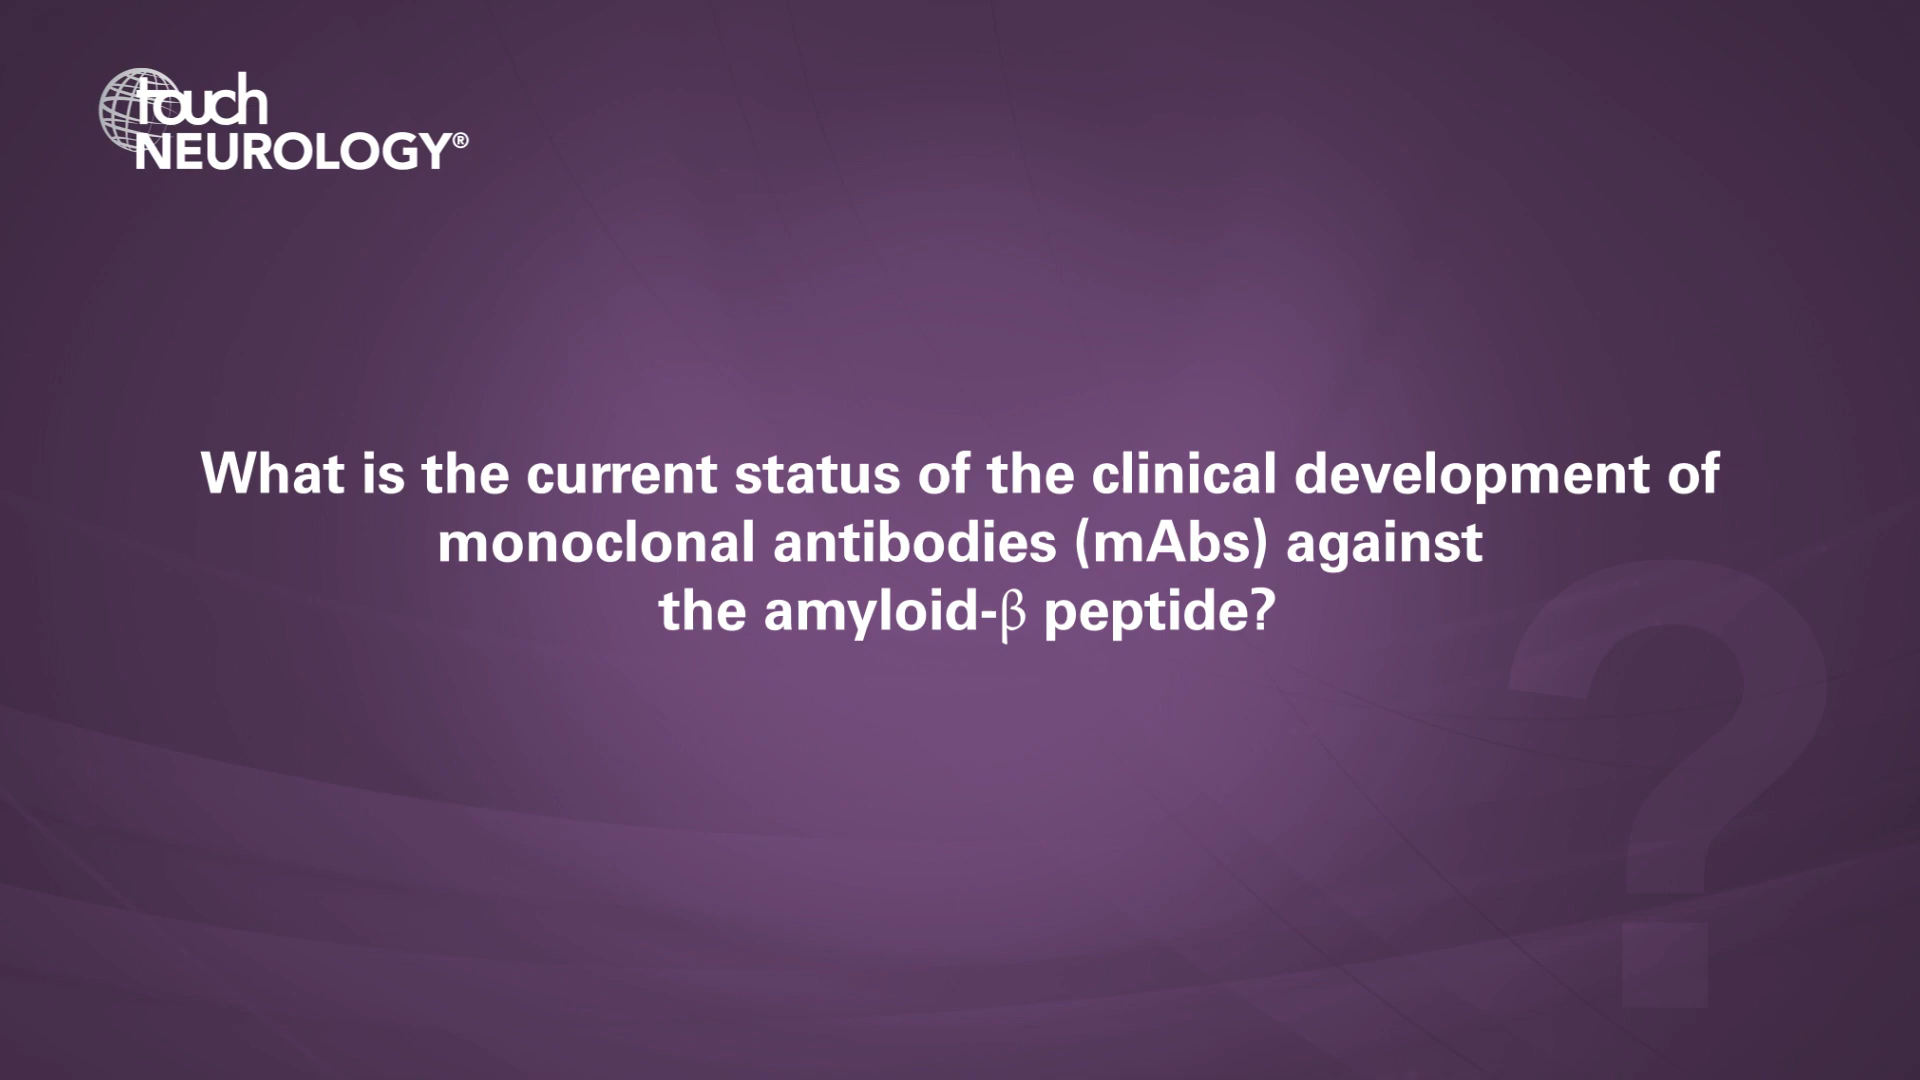 touch
NEUROLOGY®
What is the current status of the clinical development of
monoclonal antibodies (mAbs) against
the amyloid-β peptide?